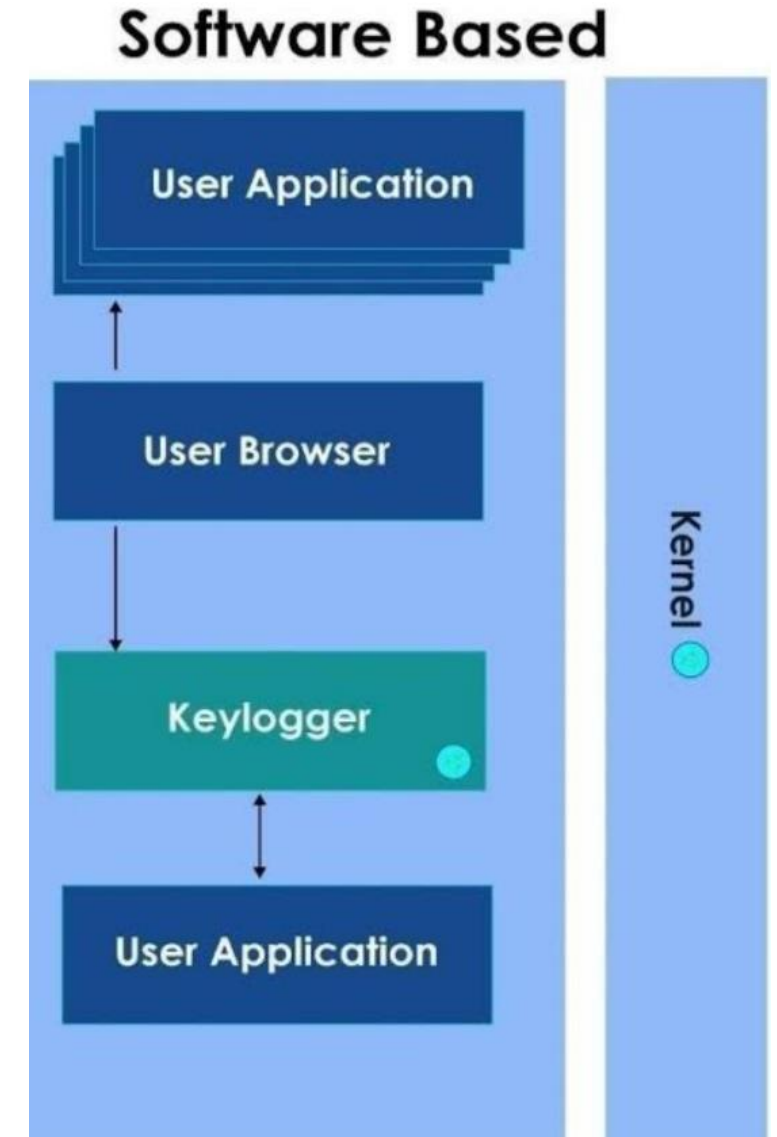 Software Based
User Application
User Browser
Keylogger
User Application
Kernel